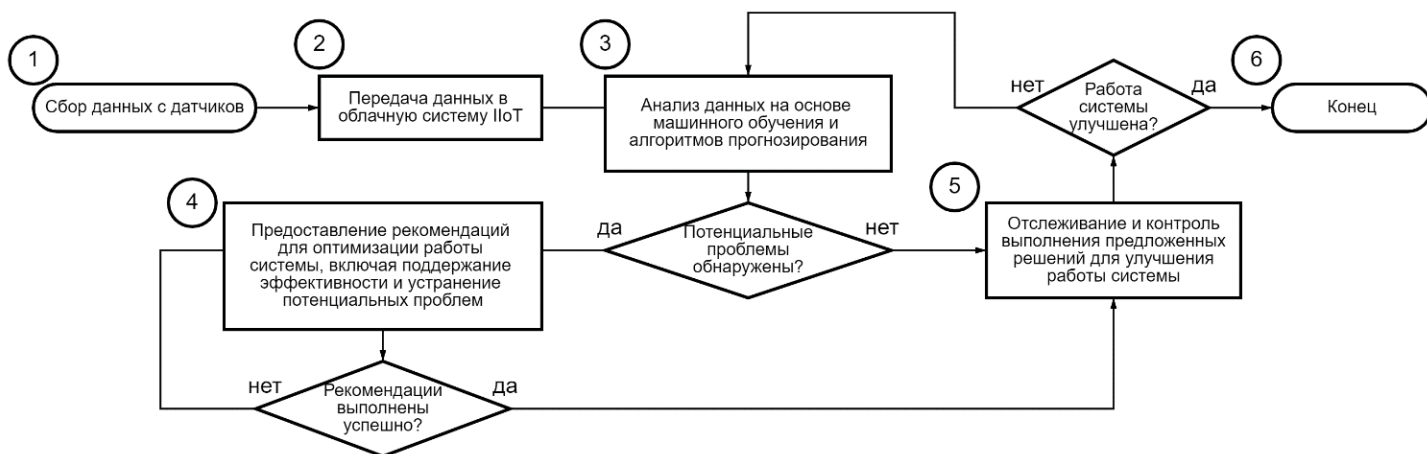 1
Сбор данных с датчиков
2
Передача данных в
облачную систему IIoT
3
Анализ данных на основе
машинного обучения и
алгоритмов прогнозирования
нет
Работа
системы
улучшена?
да
6
Конец
4
Предоставление рекомендаций
для оптимизации работы
системы, включая поддержание
эффективности и устранение
потенциальных проблем
да
Потенциальные
проблемы
обнаружены?
нет
5
Отслеживание и контроль
выполнения предложенных
решений для улучшения
работы системы
нет
Рекомендации
выполнены
успешно?
да